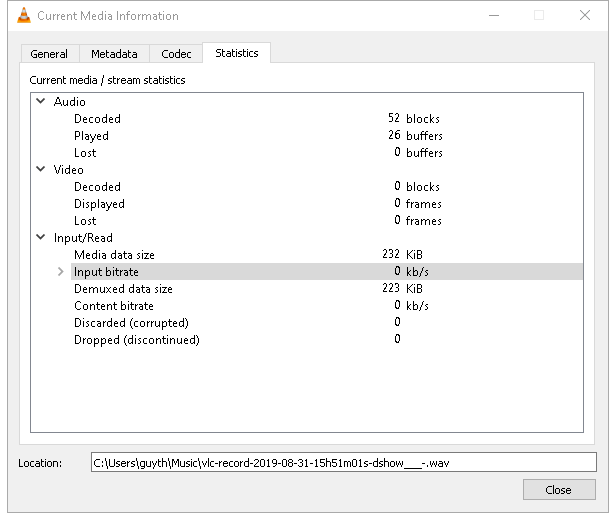 Current Media Information
General Metadata Codec Statistics
Current media / stream statistics
Audio
Decoded 52 blocks
Played 26 buffers
Lost 0 buffers
Video
Decoded 0 blocks
Displayed 0 frames
Lost 0 frames
Input/Read
Media data size 232 KiB
Input bitrate 0 kb/s
Demuxed data size 223 KiB
Content bitrate 0 kb/s
Discarded (corrupted) 0
Dropped (discontinued) 0
Location: C:\Users\guyth\Music\vlc-record-2019-08-31-15h51m01s-dshow___-.wav
Close